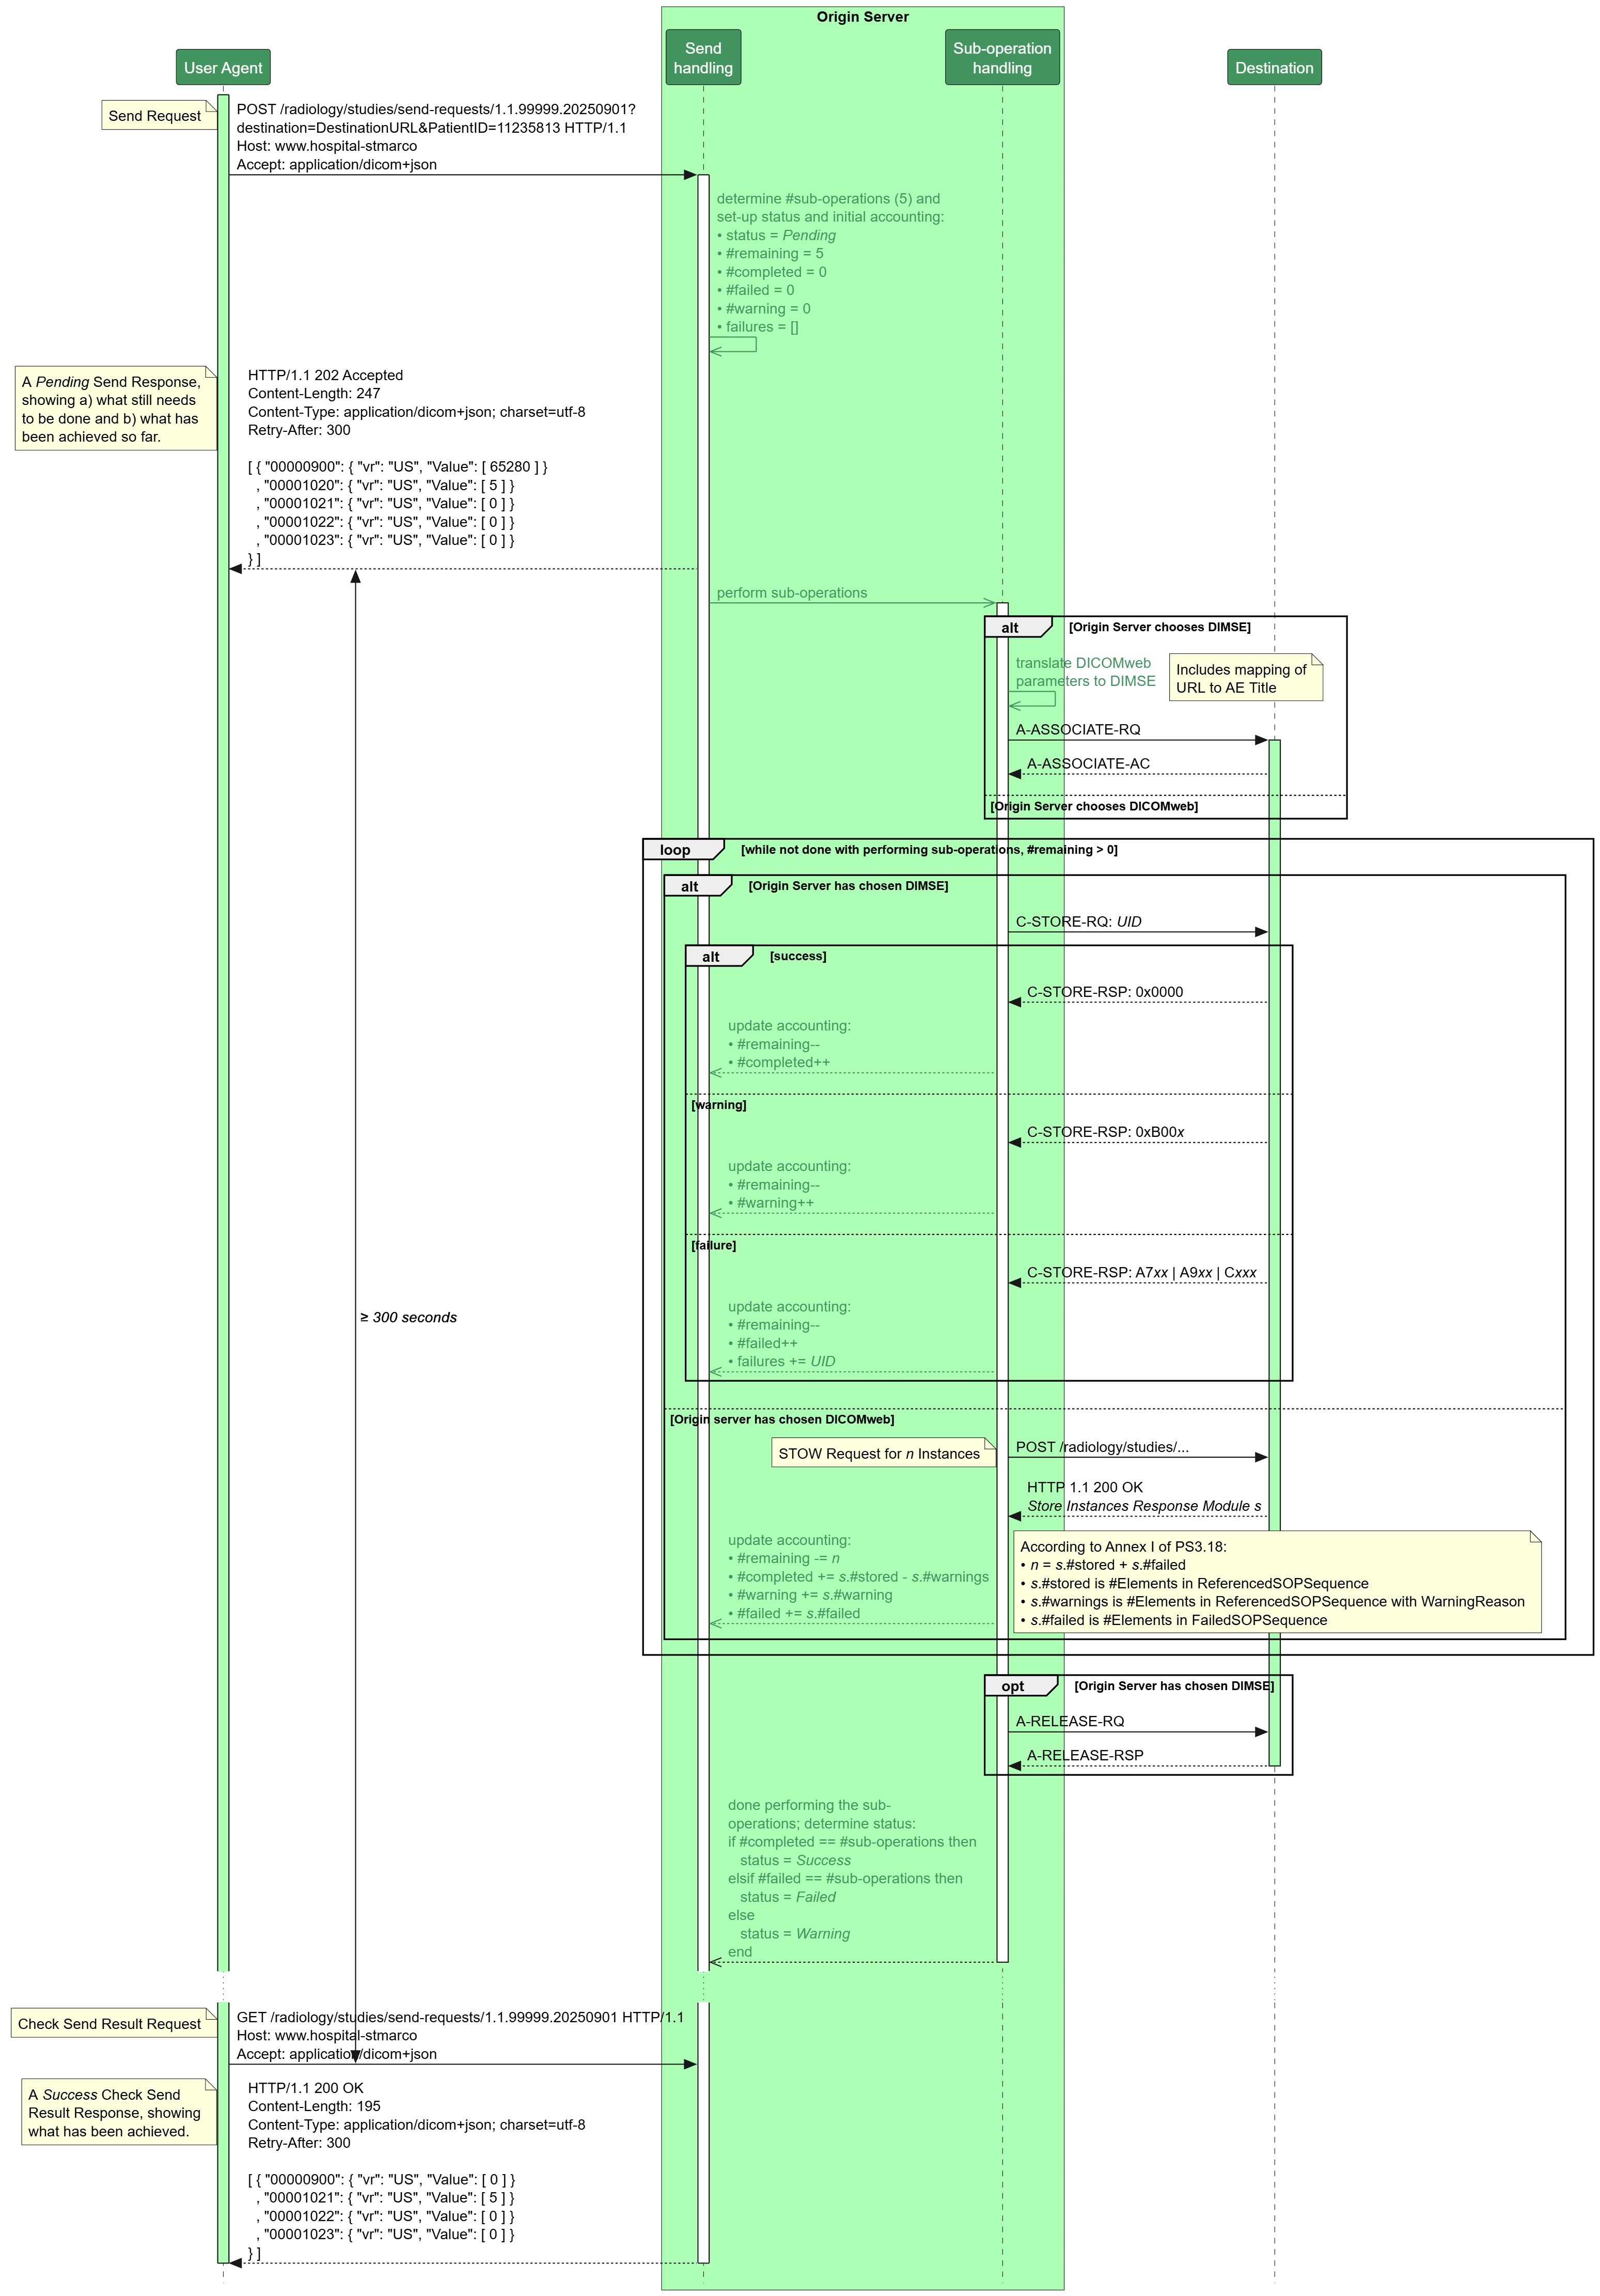 Origin Server
User Agent
Send
handling
Sub-operation
handling
Destination
Send Request
POST /radiology/studies/send-requests/1.1.99999.20250901?
destination=DestinationURL&PatientID=11235813 HTTP/1.1
Host: www.hospital-stmarco
Accept: application/dicom+json
determine #sub-operations (5) and
set-up status and initial accounting:
• status = Pending
• #remaining = 5
• #completed = 0
• #failed = 0
• #warning = 0
• failures = []
A Pending Send Response,
showing a) what still needs
to be done and b) what has
been achieved so far.
HTTP/1.1 202 Accepted
Content-Length: 247
Content-Type: application/dicom+json; charset=utf-8
Retry-After: 300
[ { "00000900": { "vr": "US", "Value": [ 65280 ] }
, "00001020": { "vr": "US", "Value": [ 5 ] }
, "00001021": { "vr": "US", "Value": [ 0 ] }
, "00001022": { "vr": "US", "Value": [ 0 ] }
, "00001023": { "vr": "US", "Value": [ 0 ] }
} ]
perform sub-operations
alt [Origin Server chooses DIMSE]
translate DICOMweb
parameters to DIMSE
Includes mapping of
URL to AE Title
A-ASSOCIATE-RQ
A-ASSOCIATE-AC
[Origin Server chooses DICOMweb]
loop [while not done with performing sub-operations, #remaining > 0]
alt [Origin Server has chosen DIMSE]
C-STORE-RQ: UID
alt [success]
C-STORE-RSP: 0x0000
update accounting:
• #remaining--
• #completed++
[warning]
C-STORE-RSP: 0xB00x
update accounting:
• #remaining--
• #warning++
[failure]
C-STORE-RSP: A7xx | A9xx | Cxxx
update accounting:
• #remaining--
• #failed++
• failures += UID
≥ 300 seconds
[Origin server has chosen DICOMweb]
STOW Request for n Instances
POST /radiology/studies/...
HTTP 1.1 200 OK
Store Instances Response Module s
update accounting:
• #remaining -= n
• #completed += s.#stored - s.#warnings
• #warning += s.#warning
• #failed += s.#failed
According to Annex I of PS3.18:
• n = s.#stored + s.#failed
• s.#stored is #Elements in ReferencedSOPSequence
• s.#warnings is #Elements in ReferencedSOPSequence with WarningReason
• s.#failed is #Elements in FailedSOPSequence
opt [Origin Server has chosen DIMSE]
A-RELEASE-RQ
A-RELEASE-RSP
done performing the sub-
operations; determine status:
if #completed == #sub-operations then
status = Success
elsif #failed == #sub-operations then
status = Failed
else
status = Warning
end
Check Send Result Request
GET /radiology/studies/send-requests/1.1.99999.20250901 HTTP/1.1
Host: www.hospital-stmarco
Accept: application/dicom+json
A Success Check Send
Result Response, showing
what has been achieved.
HTTP/1.1 200 OK
Content-Length: 195
Content-Type: application/dicom+json; charset=utf-8
Retry-After: 300
[ { "00000900": { "vr": "US", "Value": [ 0 ] }
, "00001021": { "vr": "US", "Value": [ 5 ] }
, "00001022": { "vr": "US", "Value": [ 0 ] }
, "00001023": { "vr": "US", "Value": [ 0 ] }
} ]